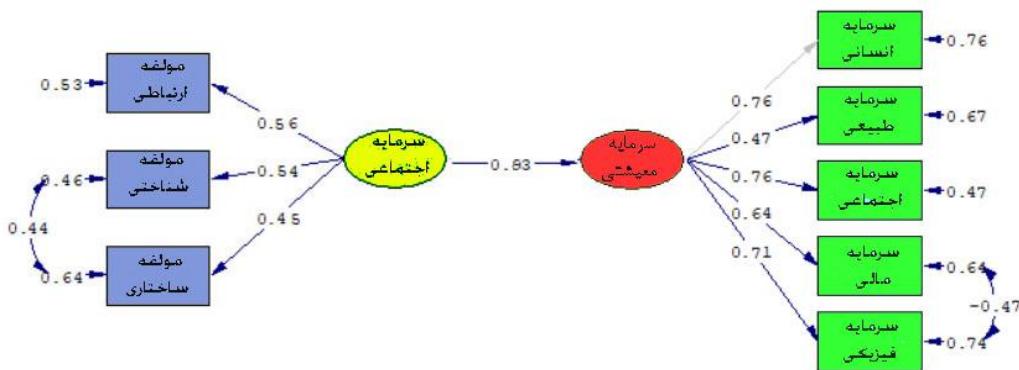 مولفه
ارتباطی
0.53
مولفه
شناختی
0.46
0.44
مولفه
ساختاری
0.64
0.56
0.54
0.45
سرمایه
اجتماعی
0.83
سرمایه
معیشتی
0.76
0.47
0.76
0.64
0.71
سرمایه
انسانی
0.76
سرمایه
طبیعی
0.67
سرمایه
اجتماعی
0.47
سرمایه
مالی
0.64
-0.47
سرمایه
فیزیکی
0.74